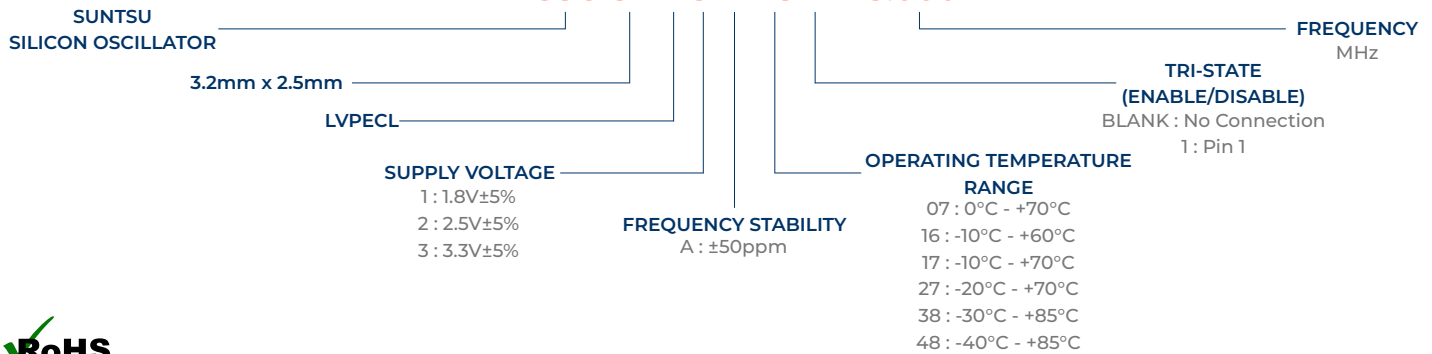 SUNTSU
SILICON OSCILLATOR
3.2mm x 2.5mm
LVPECL
SUPPLY VOLTAGE
1 : 1.8V±5%
2 : 2.5V±5%
3 : 3.3V±5%
FREQUENCY STABILITY
A : ±50ppm
OPERATING TEMPERATURE
RANGE
07 : 0°C - +70°C
16 : -10°C - +60°C
17 : -10°C - +70°C
27 : -20°C - +70°C
38 : -30°C - +85°C
48 : -40°C - +85°C
TRI-STATE
(ENABLE/DISABLE)
BLANK : No Connection
1 : Pin 1
FREQUENCY
MHz
RoHS